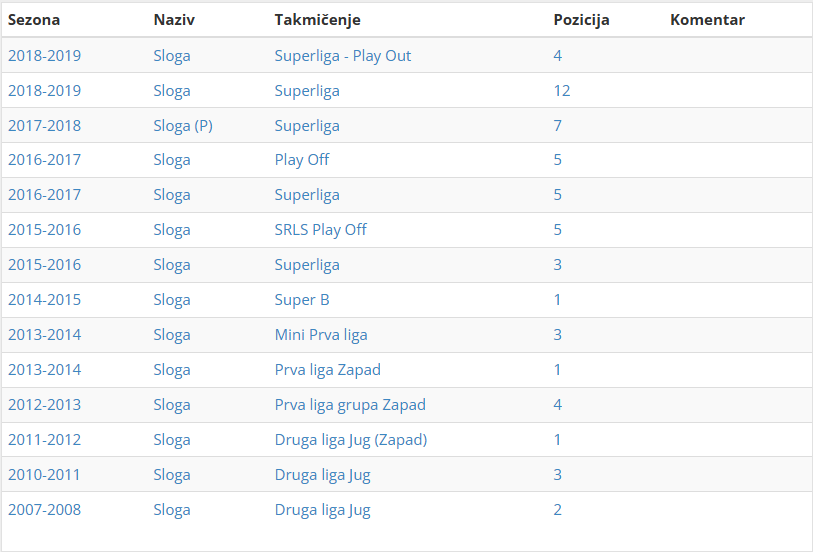 Sezona Naziv Takmičenje Pozicija Komentar
2018-2019 Sloga Superliga - Play Out 4
2018-2019 Sloga Superliga 12
2017-2018 Sloga (P) Superliga 7
2016-2017 Sloga Play Off 5
2016-2017 Sloga Superliga 5
2015-2016 Sloga SRLS Play Off 5
2015-2016 Sloga Superliga 3
2014-2015 Sloga Super B 1
2013-2014 Sloga Mini Prva liga 3
2013-2014 Sloga Prva liga Zapad 1
2012-2013 Sloga Prva liga grupa Zapad 4
2011-2012 Sloga Druga liga Jug (Zapad) 1
2010-2011 Sloga Druga liga Jug 3
2007-2008 Sloga Druga liga Jug 2